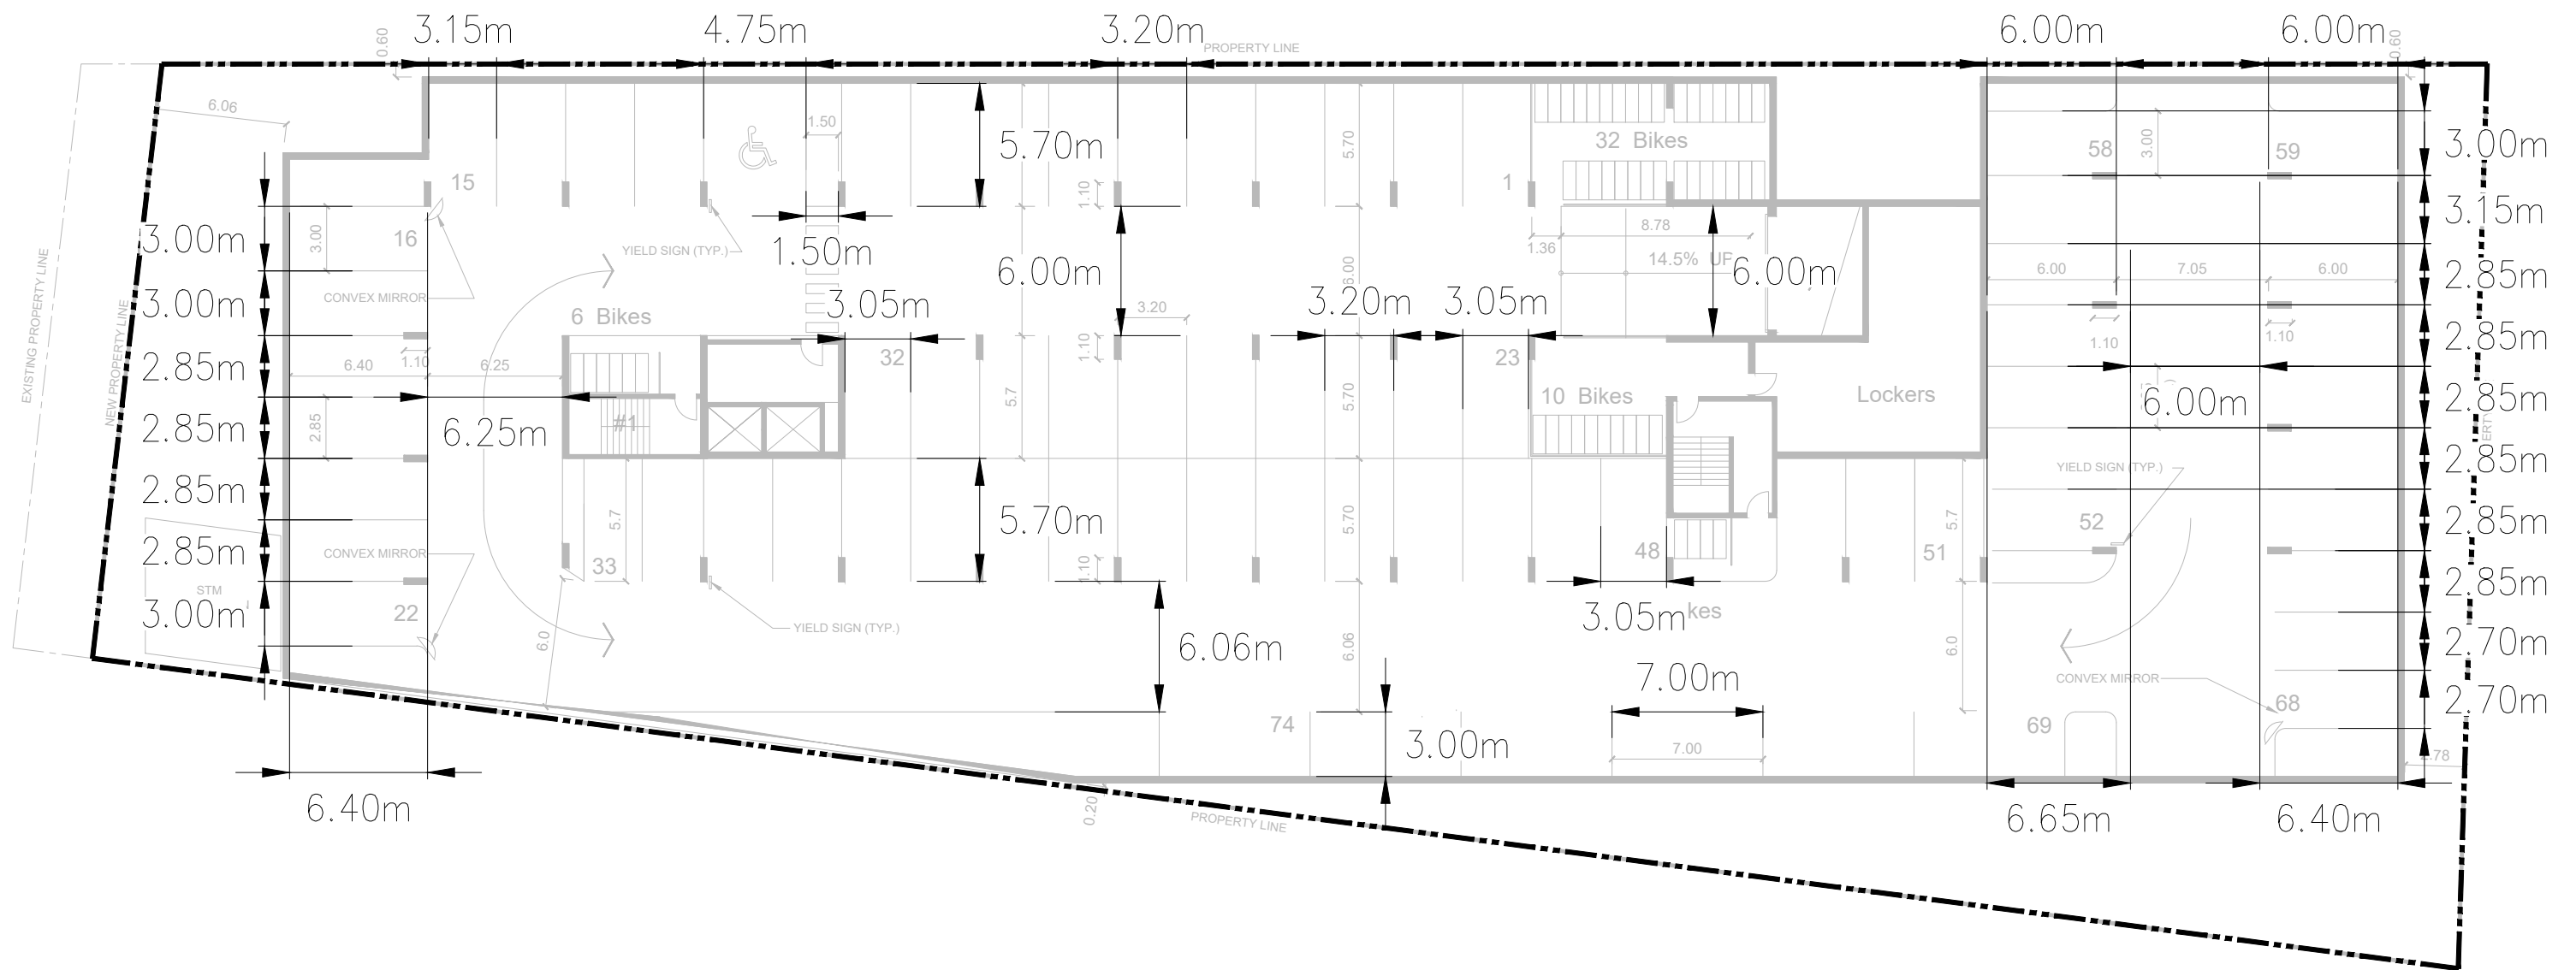 3.15m 4.75m 3.20m 6.00m 6.00m
0.60 PROPERTY LINE 0.60
6.06 1.50 5.70m 5.70 32 Bikes 58 3.00 59 3.00m
15 1.10 1 3.15m
3.00m 3.00 16 YIELD SIGN (TYP.) 1.50m 6.00m 6.00 1.36 8.78 14.5% UP 6.00m 6.00 7.05 6.00 2.85m
EXISTING PROPERTY LINE
NEW PROPERTY LINE
3.00m CONVEX MIRROR 6 Bikes 3.05m 3.20 3.20m 3.05m 2.85m
2.85m 6.40 1.10 6.25 32 1.10 23 1.10 1.10
5.7 5.70 10 Bikes Lockers 6.00m 2.85m
2.85m 2.85 6.25m #1 2.85m
2.85m 5.7 5.70m 5.70 5.7 YIELD SIGN (TYP.) 2.85m
2.85m CONVEX MIRROR 33 1.10 48 51 52 2.85m
STM
3.00m 22 6.0 YIELD SIGN (TYP.) 6.06m 6.06 3.05m kes 6.0 2.70m
7.00m CONVEX MIRROR 68 2.70m
74 3.00m 7.00 69 2.78
6.40m 0.20 PROPERTY LINE 6.65m 6.40m